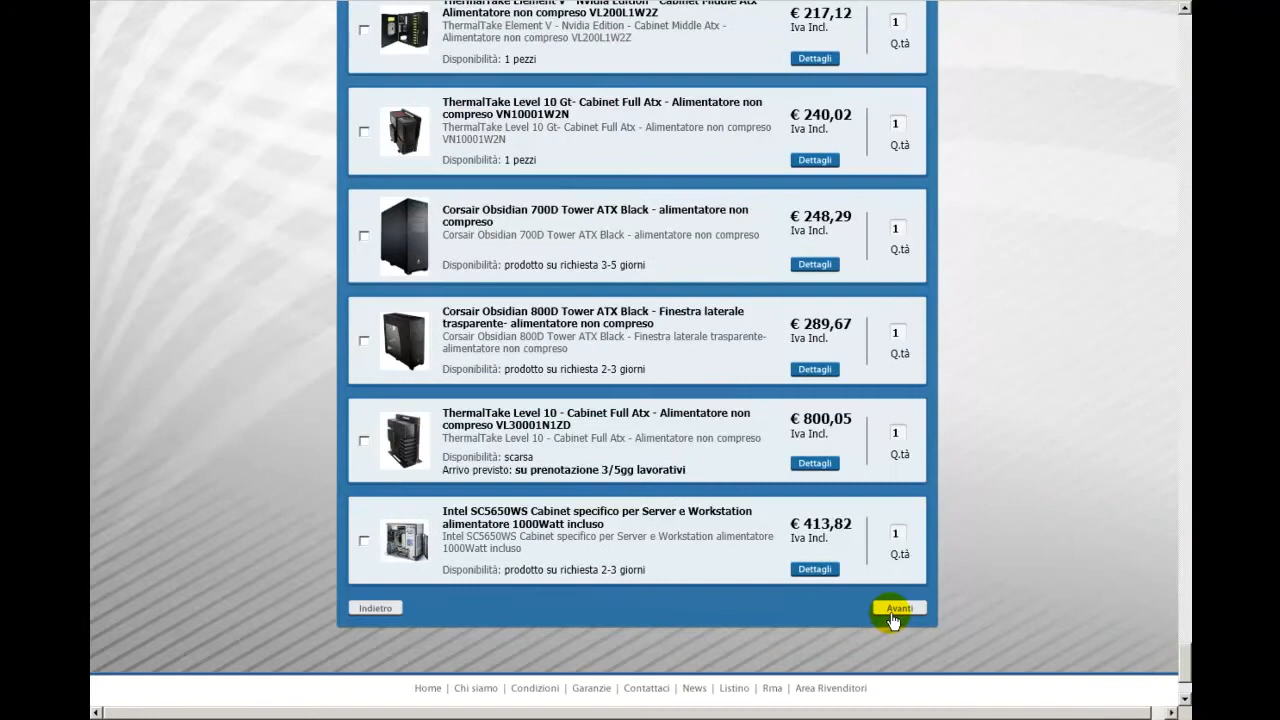 ThermalTake Element V - Nvidia Edition - Cabinet Middle Atx
Alimentatore non compreso VL200L1W2Z
ThermalTake Element V - Nvidia Edition - Cabinet Middle Atx -
Alimentatore non compreso VL200L1W2Z
Disponibilità: 1 pezzi
€ 217,12
Iva Incl.
Dettagli
1
Q.tà
ThermalTake Level 10 Gt- Cabinet Full Atx - Alimentatore non
compreso VN10001W2N
ThermalTake Level 10 Gt- Cabinet Full Atx - Alimentatore non compreso
VN10001W2N
Disponibilità: 1 pezzi
€ 240,02
Iva Incl.
Dettagli
1
Q.tà
Corsair Obsidian 700D Tower ATX Black - alimentatore non
compreso
Corsair Obsidian 700D Tower ATX Black - alimentatore non compreso
Disponibilità: prodotto su richiesta 3-5 giorni
€ 248,29
Iva Incl.
Dettagli
1
Q.tà
Corsair Obsidian 800D Tower ATX Black - Finestra laterale
trasparente- alimentatore non compreso
Corsair Obsidian 800D Tower ATX Black - Finestra laterale trasparente-
alimentatore non compreso
Disponibilità: prodotto su richiesta 2-3 giorni
€ 289,67
Iva Incl.
Dettagli
1
Q.tà
ThermalTake Level 10 - Cabinet Full Atx - Alimentatore non
compreso VL30001N1ZD
ThermalTake Level 10 - Cabinet Full Atx - Alimentatore non compreso
Disponibilità: scarsa
Arrivo previsto: su prenotazione 3/5gg lavorativi
€ 800,05
Iva Incl.
Dettagli
1
Q.tà
Intel SC5650WS Cabinet specifico per Server e Workstation
alimentatore 1000Watt incluso
Intel SC5650WS Cabinet specifico per Server e Workstation alimentatore
1000Watt incluso
Disponibilità: prodotto su richiesta 2-3 giorni
€ 413,82
Iva Incl.
Dettagli
1
Q.tà
Indietro
Avanti
Home | Chi siamo | Condizioni | Garanzie | Contattaci | News | Listino | Rma | Area Rivenditori